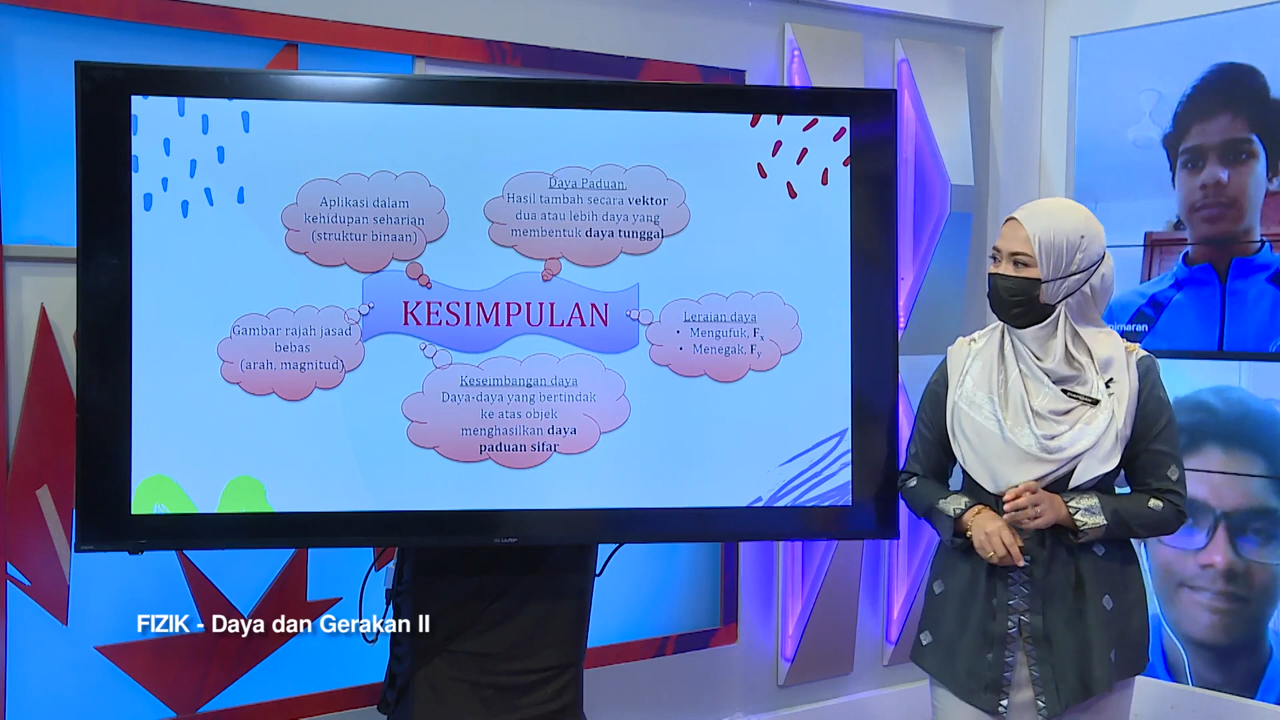 Aplikasi dalam
kehidupan seharian
(struktur binaan)
Daya Paduan.
Hasil tambah secara vektor
dua atau lebih daya yang
membentuk daya tunggal
KESIMPULAN
Gambar rajah jasad
bebas
(arah, magnitud)
Leraian daya
• Mengufuk, Fx
• Menegak, Fy
Keseimbangan daya
Daya-daya yang bertindak
ke atas objek
menghasilkan daya
paduan sifar
FIZIK - Daya dan Gerakan II